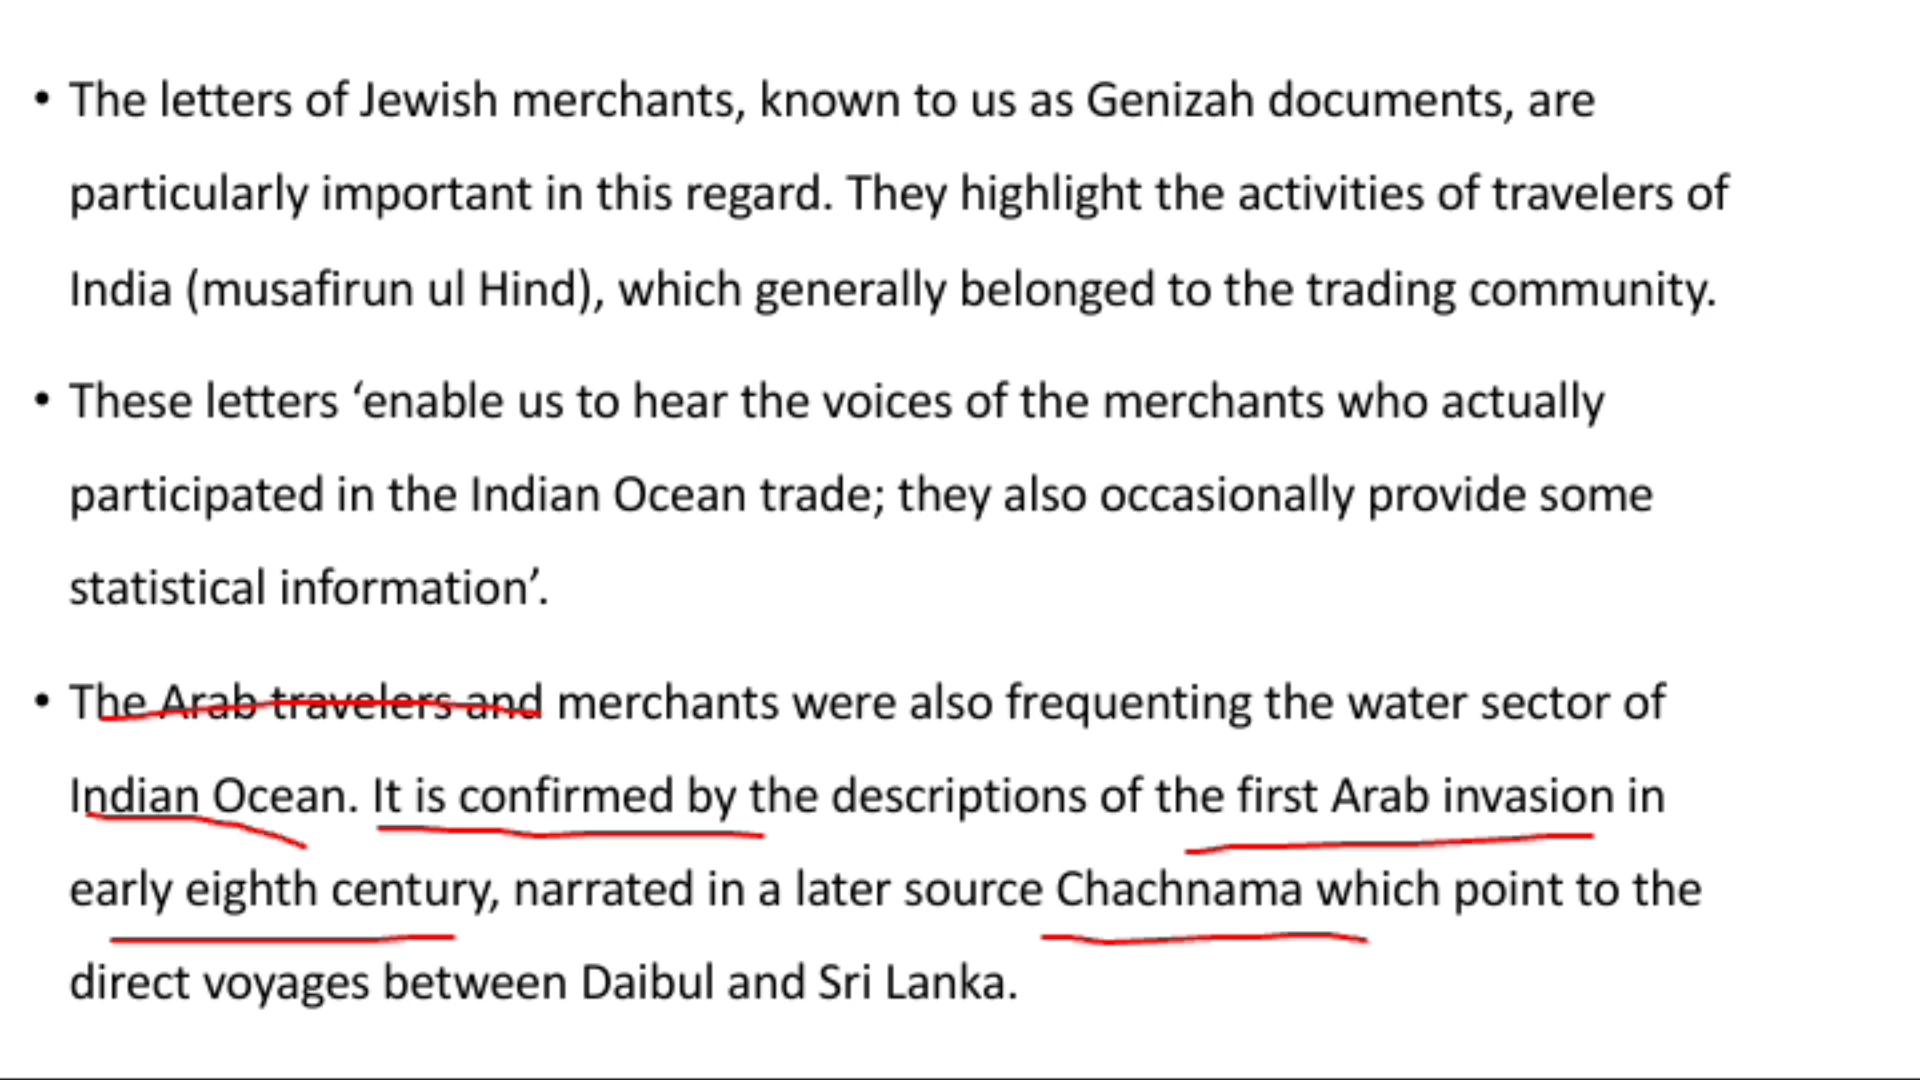 • The letters of Jewish merchants, known to us as Genizah documents, are
particularly important in this regard. They highlight the activities of travelers of
India (musafirun ul Hind), which generally belonged to the trading community.
• These letters ‘enable us to hear the voices of the merchants who actually
participated in the Indian Ocean trade; they also occasionally provide some
statistical information’.
• The Arab travelers and merchants were also frequenting the water sector of
Indian Ocean. It is confirmed by the descriptions of the first Arab invasion in
early eighth century, narrated in a later source Chachnama which point to the
direct voyages between Daibul and Sri Lanka.